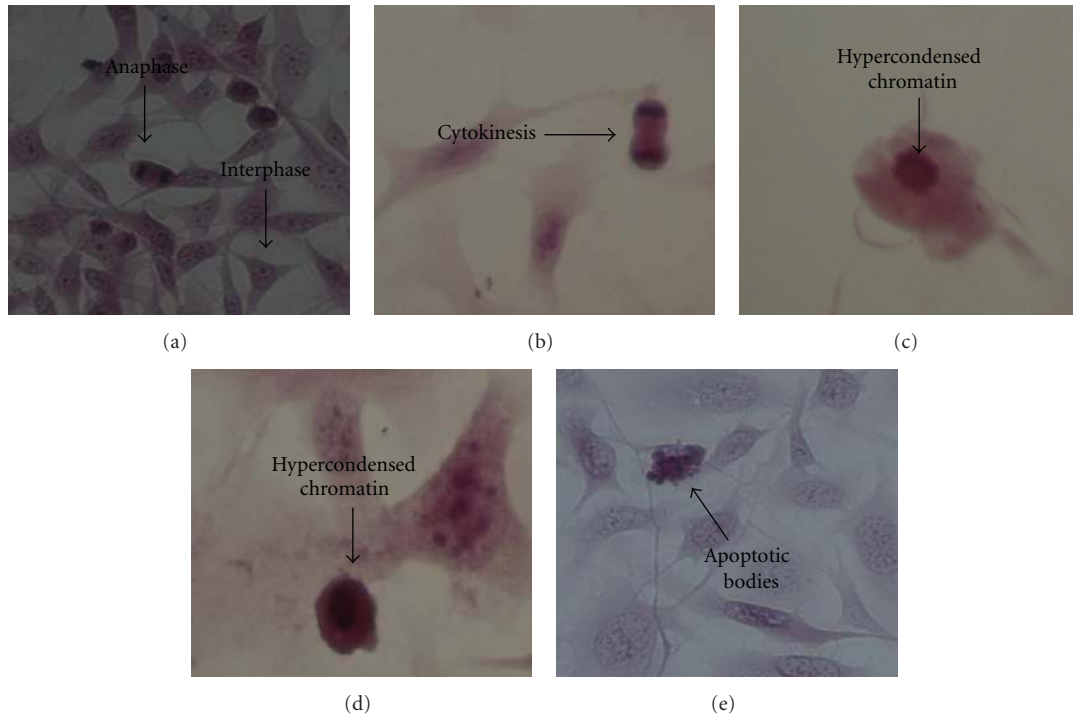 Anaphase
Interphase
(a)
Cytokinesis
(b)
Hypercondensed
chromatin
(c)
Hypercondensed
chromatin
(d)
Apoptotic
bodies
(e)